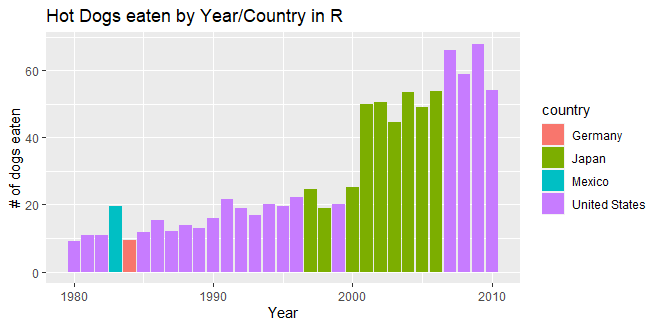 Hot Dogs eaten by Year/Country in R
# of dogs eaten
60
40
20
0
1980
1990
2000
2010
Year
country
Germany
Japan
Mexico
United States